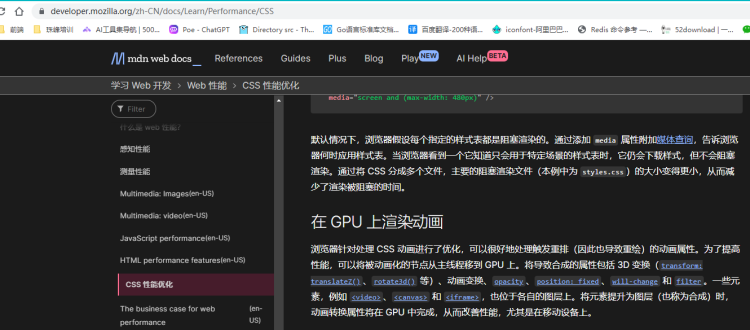 developer.mozilla.org/zh-CN/docs/Learn/Performance/CSS
前端 珠峰培训 AI工具集导航 | 500... Poe - ChatGPT Directory src - Th... Go语言标准库文档... 百度翻译-200种语... iconfont-阿里巴巴... Redis 命令参考 —... 52download | 一...
mdn web docs_ References Guides Plus Blog Play NEW AI Help BETA
学习 Web 开发 > Web 性能 > CSS 性能优化
Filter
什么是 web 性能?
感知性能
测量性能
Multimedia: Images(en-US)
Multimedia: video(en-US)
JavaScript performance(en-US)
HTML performance features(en-US)
CSS 性能优化
The business case for web (en-
performance US)
media="screen and (max-width: 480px)" />
默认情况下，浏览器假设每个指定的样式都是阻塞渲染的。通过添加 media 属性附加媒体查询，告诉浏
览器何时应用样式表。当浏览器看到一个它知道只会用于特定场景的样式表时，它仍会下载样式，但不会阻塞
渲染。通过将 CSS 分成多个文件，主要的阻塞渲染文件（本例中为 styles.css）的大小变得更小，从而减
少了渲染被阻塞的时间。
在 GPU 上渲染动画
浏览器针对处理 CSS 动画进行了优化，可以很好地处理触发重排（因此也导致重绘）的动画属性。为了提高
性能，可以将被动画化的节点从主线程移到 GPU 上。将导致合成的属性包括 3D 变换（transform:
translateZ()、rotate3d() 等）、动画变换、opacity、position: fixed、will-change 和 filter。一些元
素，例如 <video>、<canvas> 和 <iframe>，也位于各自的图层上。将元素提升为图层（也称为合成）时，
动画转换属性将在 GPU 中完成，从而改善性能，尤其是在移动设备上。